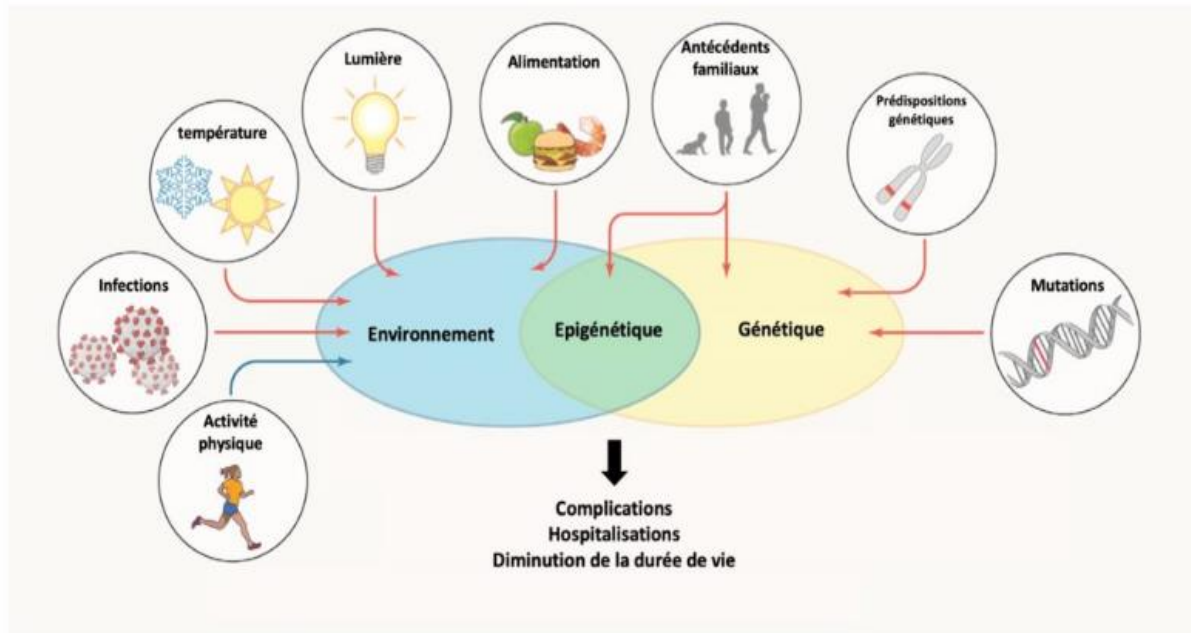 Lumière
Alimentation
Antécédents
familiaux
Prédispositions
génétiques
température
Infections
Mutations
Environnement
Epigénétique
Génétique
Activité
physique
Complications
Hospitalisations
Diminution de la durée de vie